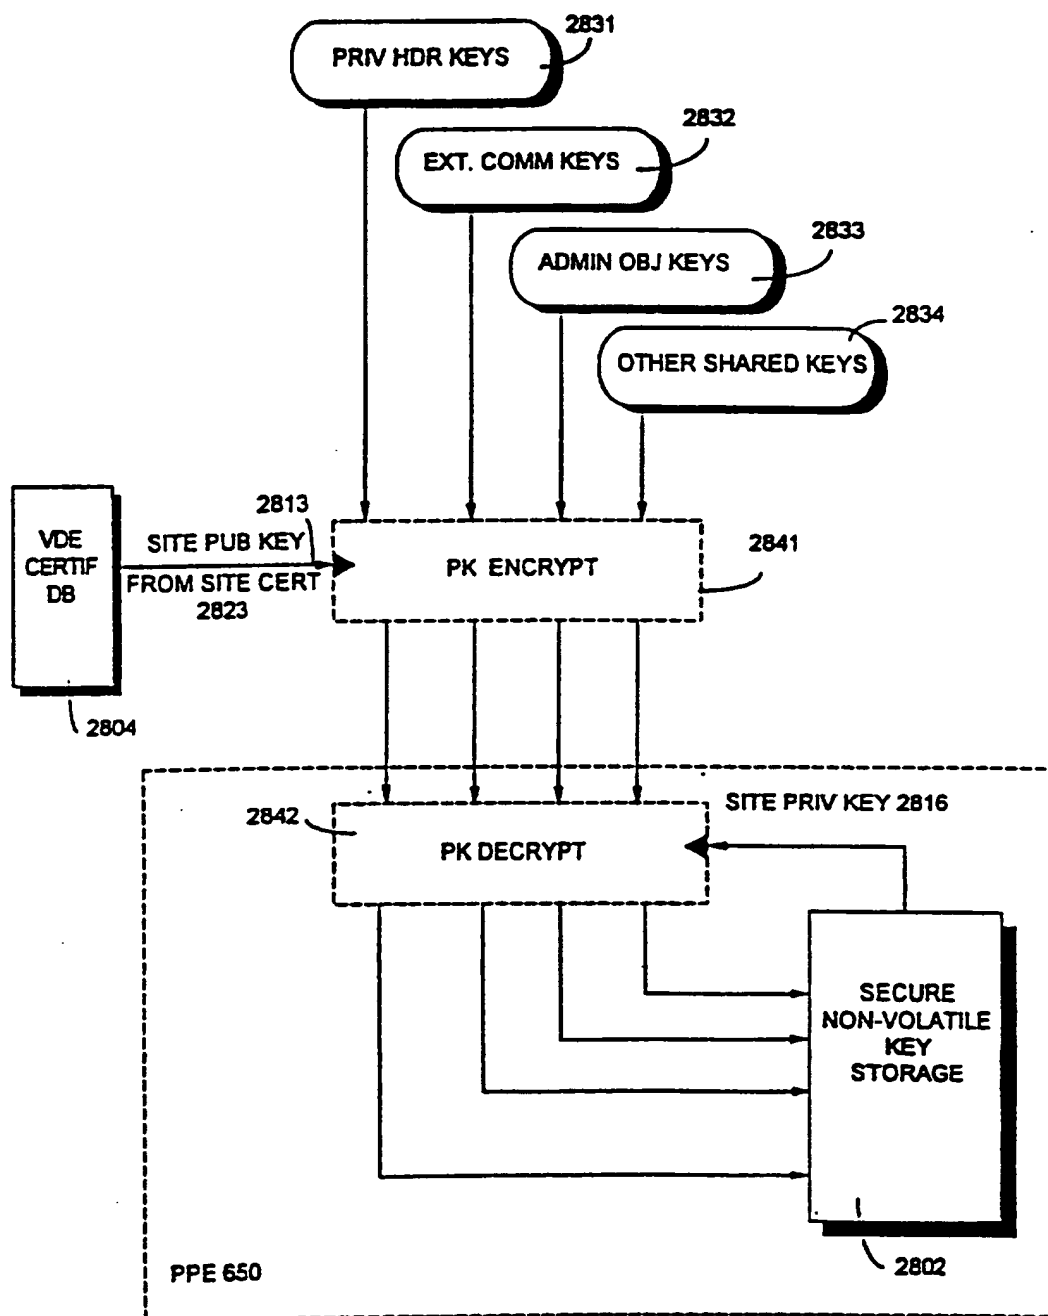 2831
PRIV HDR KEYS
2832
EXT. COMM KEYS
2833
ADMIN OBJ KEYS
2834
OTHER SHARED KEYS
2813
VDE
CERTIF
DB
SITE PUB KEY
FROM SITE CERT
2823
PK ENCRYPT
2841
2804
SITE PRIV KEY 2816
2842
PK DECRYPT
SECURE
NON-VOLATILE
KEY
STORAGE
2802
PPE 650